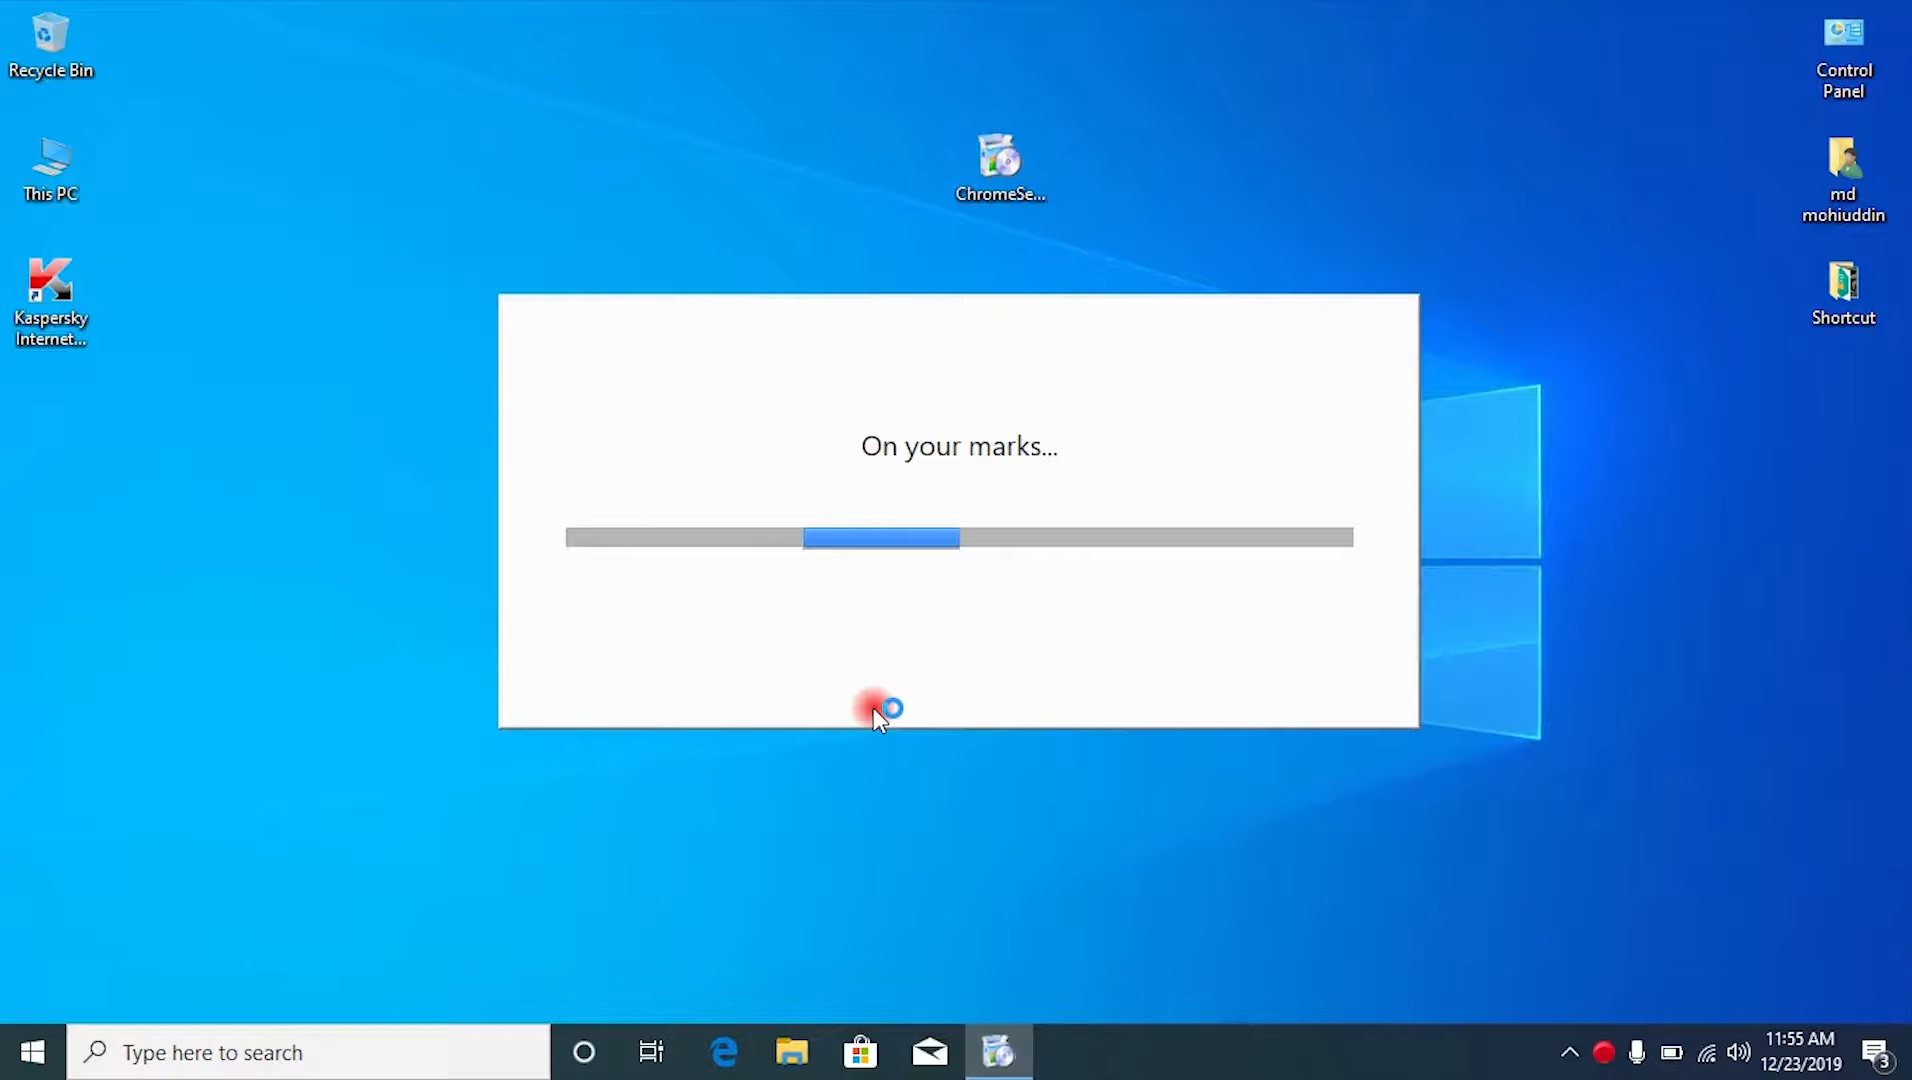 Recycle Bin
This PC
Kaspersky
Internet...
ChromeSe...
Control
Panel
md
mohiuddin
Shortcut
On your marks...
Type here to search
11:55 AM
12/23/2019
3